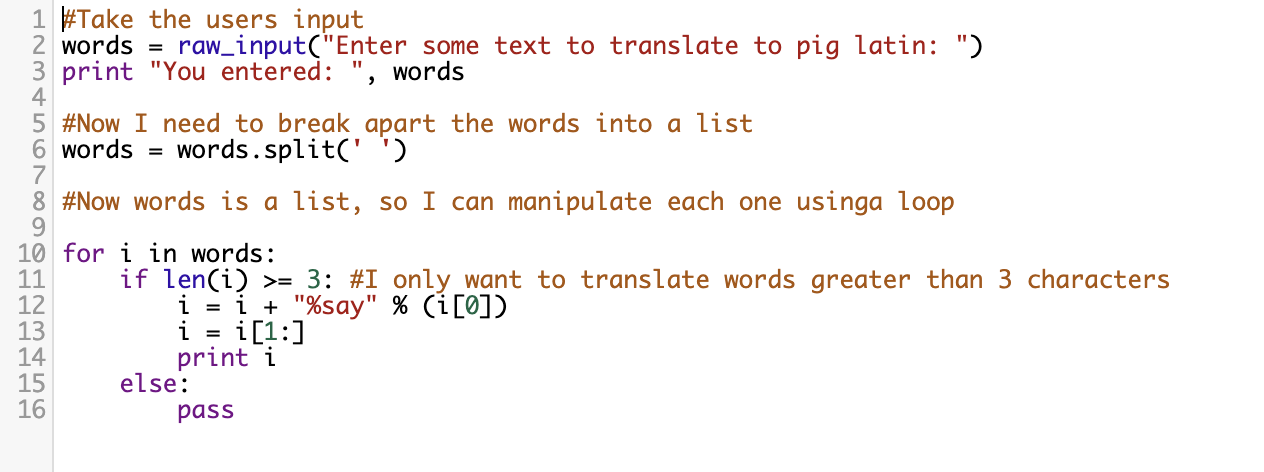 1 #Take the users input
2 words = raw_input("Enter some text to translate to pig latin: ")
3 print "You entered: ", words
4
5 #Now I need to break apart the words into a list
6 words = words.split(' ')
7
8 #Now words is a list, so I can manipulate each one usinga loop
9
10 for i in words:
11     if len(i) >= 3: #I only want to translate words greater than 3 characters
12         i = i + "%say" % (i[0])
13         i = i[1:]
14         print i
15     else:
16         pass